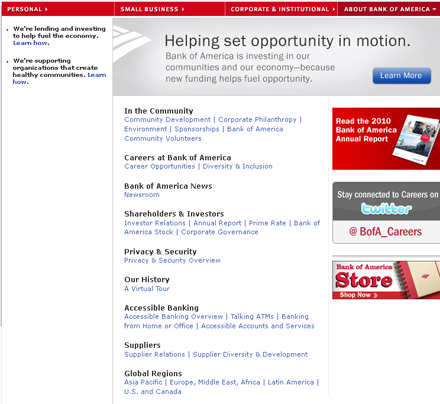 PERSONAL
SMALL BUSINESS
CORPORATE & INSTITUTIONAL
ABOUT BANK OF AMERICA
We're lending and investing
to help fuel the economy.
Learn how.
We're supporting
organizations that create
healthy communities. Learn
how.
Helping set opportunity in motion.
Bank of America is investing in our
communities and our economy—because
new funding helps fuel opportunity.
Learn More
In the Community
Community Development | Corporate Philanthropy |
Environment | Sponsorships | Bank of America
Community Volunteers
Careers at Bank of America
Career Opportunities | Diversity & Inclusion
Bank of America News
Newsroom
Shareholders & Investors
Investor Relations | Annual Report | Prime Rate | Bank of
America Stock | Corporate Governance
Privacy & Security
Privacy & Security Overview
Our History
A Virtual Tour
Accessible Banking
Accessible Banking Overview | Talking ATMs | Banking
from Home or Office | Accessible Accounts and Services
Suppliers
Supplier Relations | Supplier Diversity & Development
Global Regions
Asia Pacific | Europe, Middle East, Africa | Latin America |
U.S. and Canada
Read the 2010
Bank of America
Annual Report
Stay connected to Careers on
twitter
@ BofA_Careers
Bank of America
Store
Shop Now